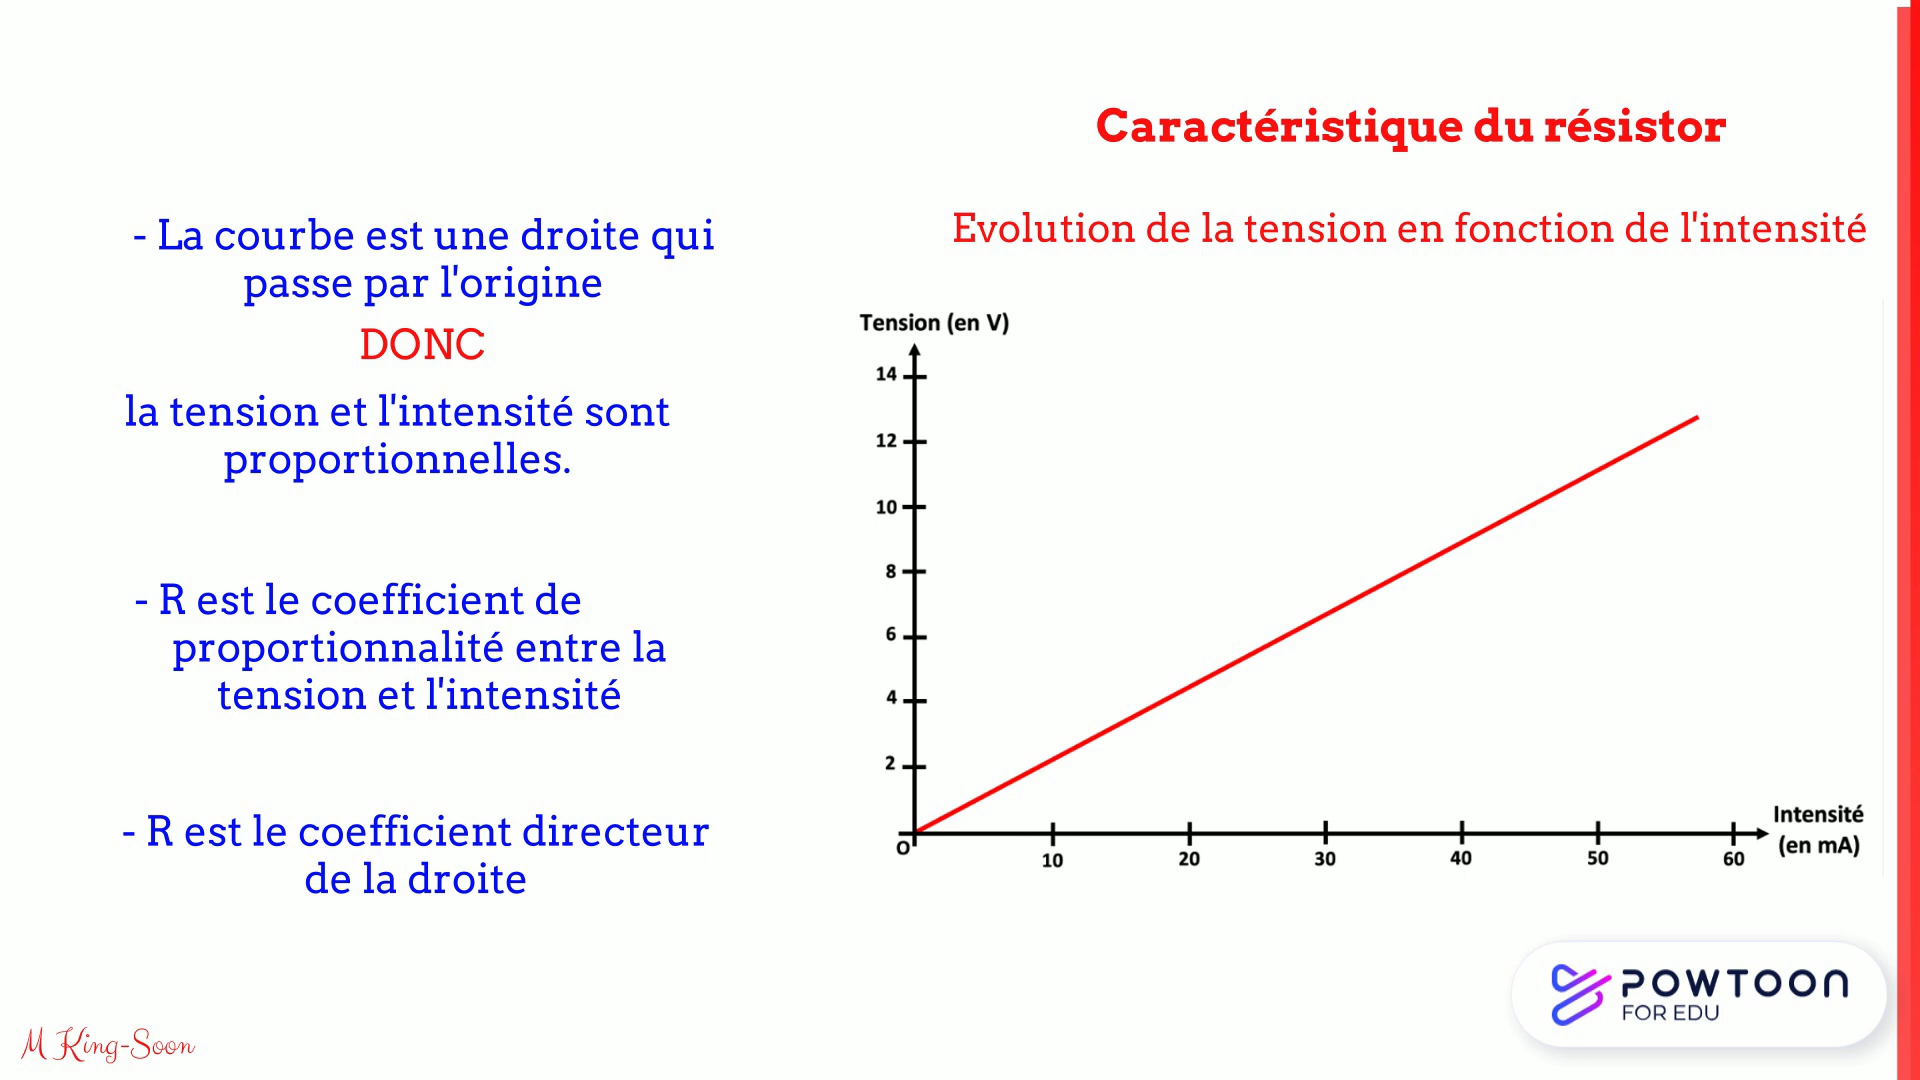 Caractéristique du résistor
Evolution de la tension en fonction de l'intensité
- La courbe est une droite qui
passe par l'origine
DONC
la tension et l'intensité sont
proportionnelles.
- R est le coefficient de
proportionnalité entre la
tension et l'intensité
- R est le coefficient directeur
de la droite
Tension (en V)
14
12
10
8
6
4
2
O
10
20
30
40
50
60
Intensité
(en mA)
POWTOON
FOR EDU
M King-Soon